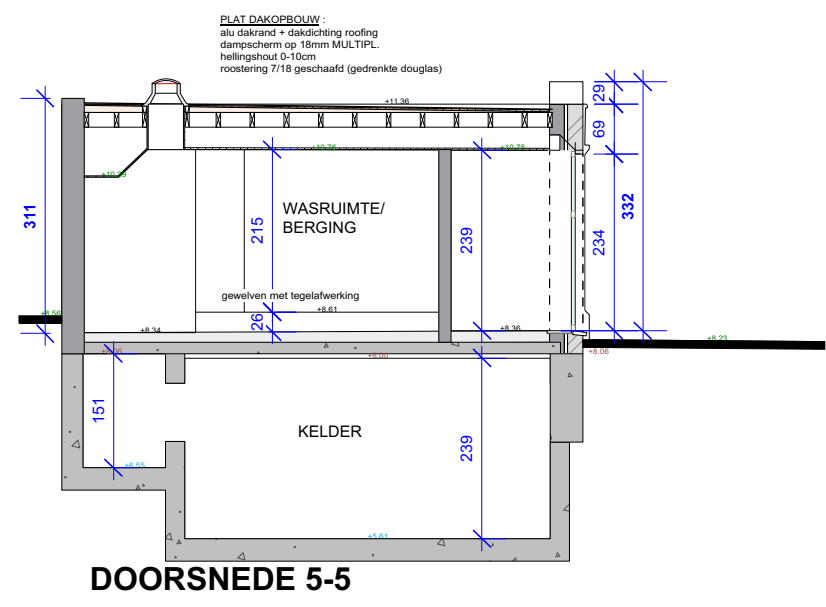 PLAT DAKOPBOUW :
alu dakrand + dakdichting roofing
dampscherm op 18mm MULTIPL.
hellingshout 0-10cm
roostering 7/18 geschaafd (gedrenkte douglas)
29
+11.36
69
+10.76
+10.75
311
WASRUIMTE/
BERGING
215
239
234
332
gewelven met tegelafwerking
+8.56
+8.61
26
+8.34
+8.36
+8.23
+8.00
+8.06
151
KELDER
239
+6.55
+5.61
DOORSNEDE 5-5